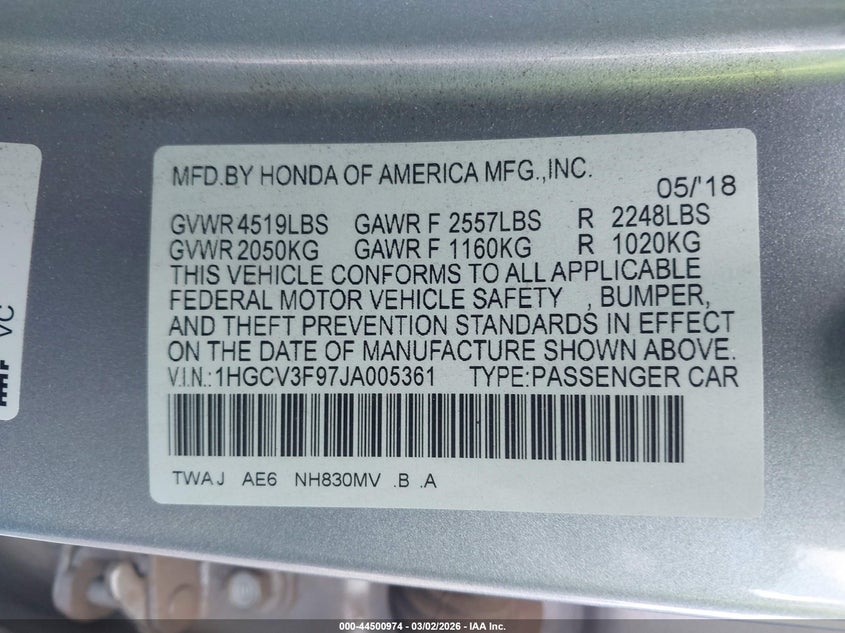 MFD.BY HONDA OF AMERICA MFG.,INC.
05/'18
GVWR 4519LBS GAWR F 2557LBS R 2248LBS
GVWR 2050KG GAWR F 1160KG R 1020KG
THIS VEHICLE CONFORMS TO ALL APPLICABLE
FEDERAL MOTOR VEHICLE SAFETY , BUMPER,
AND THEFT PREVENTION STANDARDS IN EFFECT
ON THE DATE OF MANUFACTURE SHOWN ABOVE.
V.I.N.:1HGCV3F97JA005361 TYPE:PASSENGER CAR
TWAJ AE6 NH830MV .B .A
VC
000-44500974 — 03/02/2026 — IAA Inc.